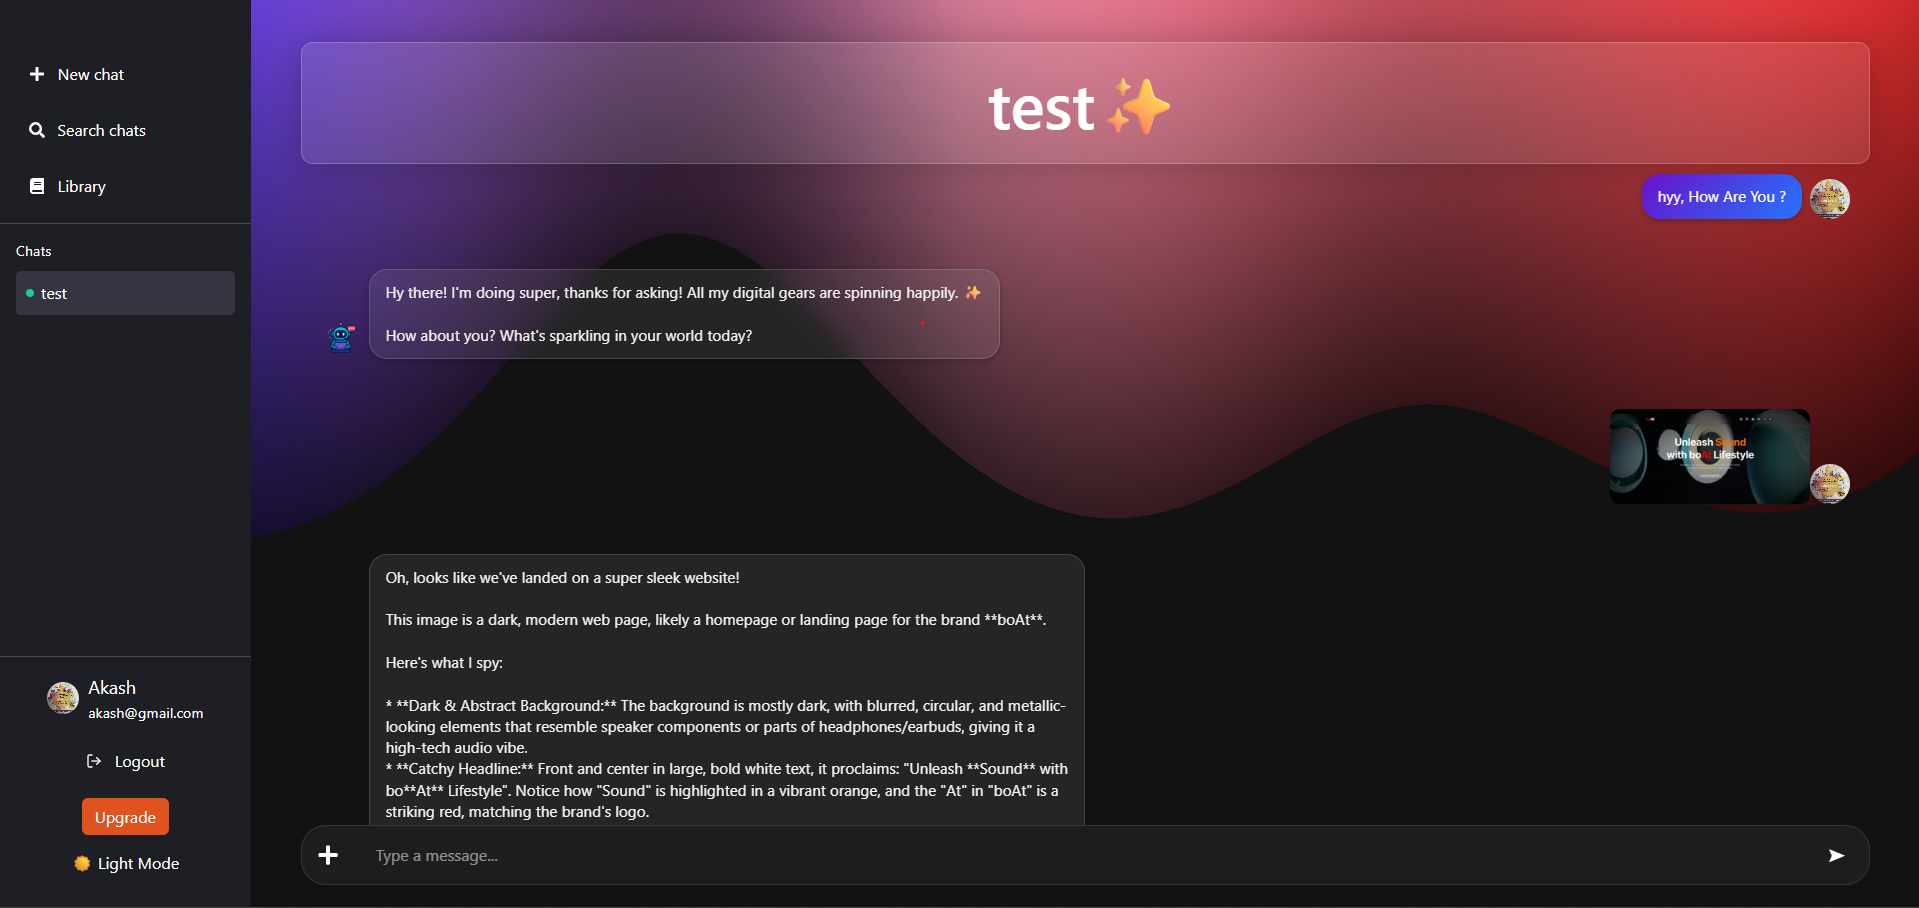 New chat
Search chats
Library
Chats
test
Akash
akash@gmail.com
Logout
Upgrade
Light Mode
test
hyy, How Are You ?
Hy there! I'm doing super, thanks for asking! All my digital gears are spinning happily. ✨
How about you? What's sparkling in your world today?
Unleash Sound
with boAt Lifestyle
Oh, looks like we've landed on a super sleek website!
This image is a dark, modern web page, likely a homepage or landing page for the brand **boAt**.
Here's what I spy:
* **Dark & Abstract Background:** The background is mostly dark, with blurred, circular, and metallic-
looking elements that resemble speaker components or parts of headphones/earbuds, giving it a
high-tech audio vibe.
* **Catchy Headline:** Front and center in large, bold white text, it proclaims: "Unleash **Sound** with
bo**At** Lifestyle". Notice how "Sound" is highlighted in a vibrant orange, and the "At" in "boAt" is a
striking red, matching the brand's logo.
Type a message...